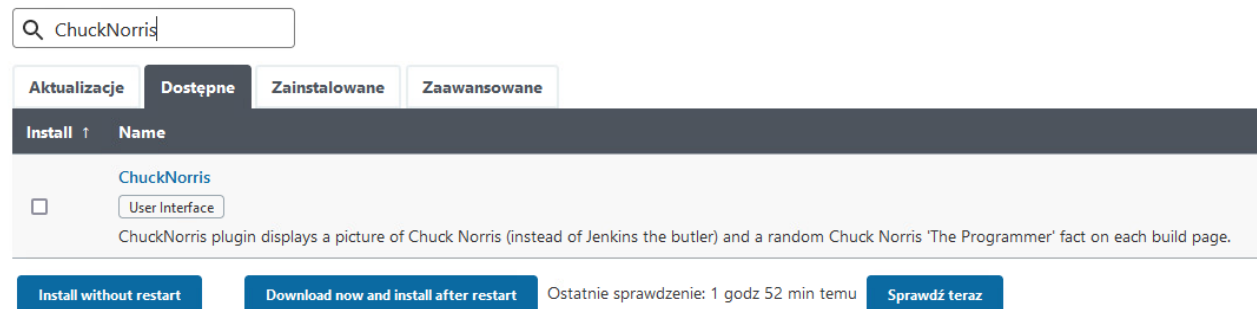 ChuckNorris
Aktualizacje Dostępne Zainstalowane Zaawansowane
Install ↑ Name
ChuckNorris
User Interface
ChuckNorris plugin displays a picture of Chuck Norris (instead of Jenkins the butler) and a random Chuck Norris 'The Programmer' fact on each build page.
Install without restart Download now and install after restart Ostatnie sprawdzenie: 1 godz 52 min temu Sprawdź teraz